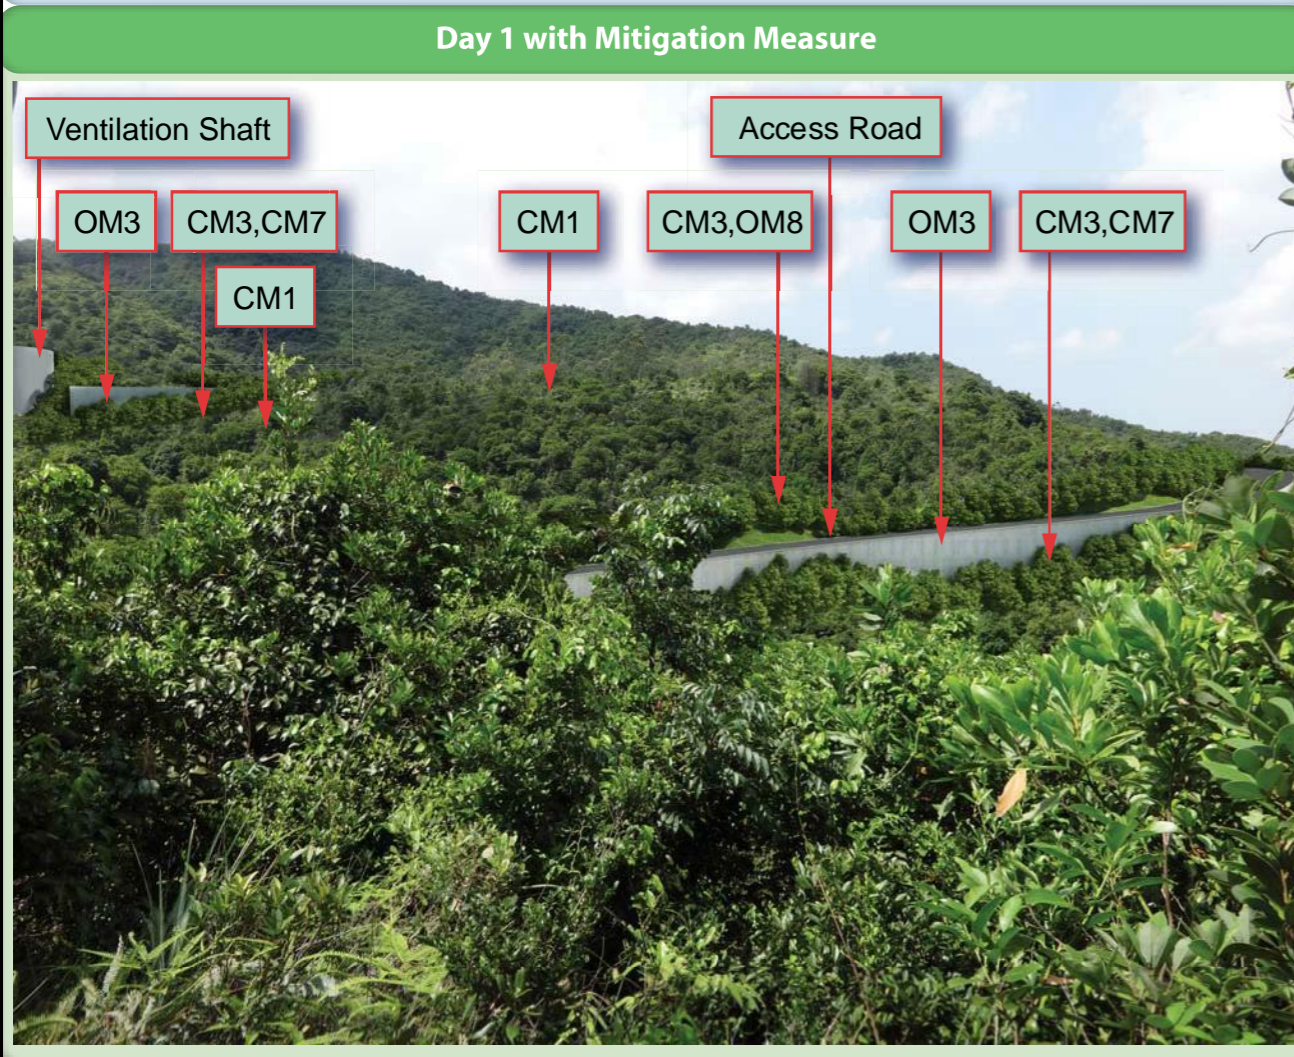 Day 1 with Mitigation Measure
Ventilation Shaft
Access Road
OM3
CM3,CM7
CM1
CM3,OM8
OM3
CM3,CM7
CM1